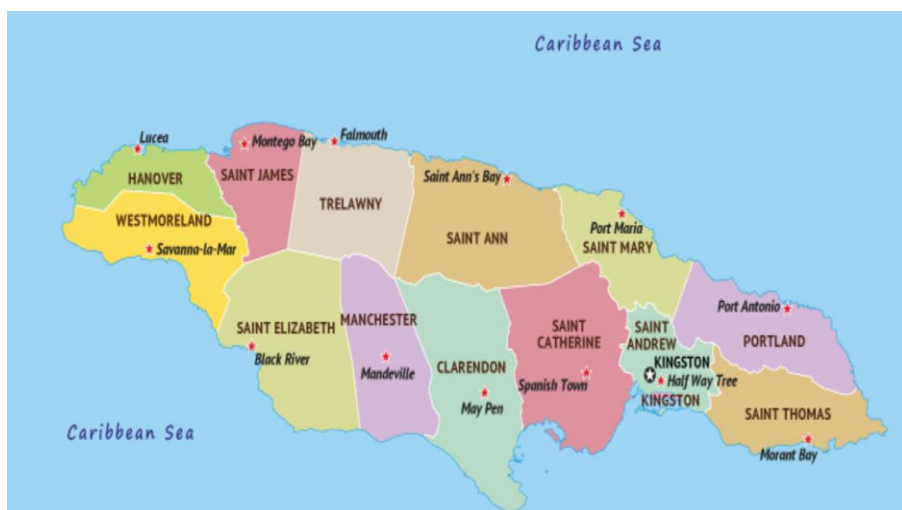 Caribbean Sea
Lucea
Montego Bay
Falmouth
HANOVER
SAINT JAMES
Saint Ann's Bay
TRELAWNY
WESTMORELAND
Port Maria
SAINT ANN
SAINT MARY
Savanna-la-Mar
Port Antonio
MANCHESTER
SAINT ELIZABETH
SAINT
CATHERINE
SAINT
ANDREW
PORTLAND
Black River
Mandeville
CLARENDON
KINGSTON
Spanish Town
Half Way Tree
KINGSTON
May Pen
SAINT THOMAS
Caribbean Sea
Morant Bay